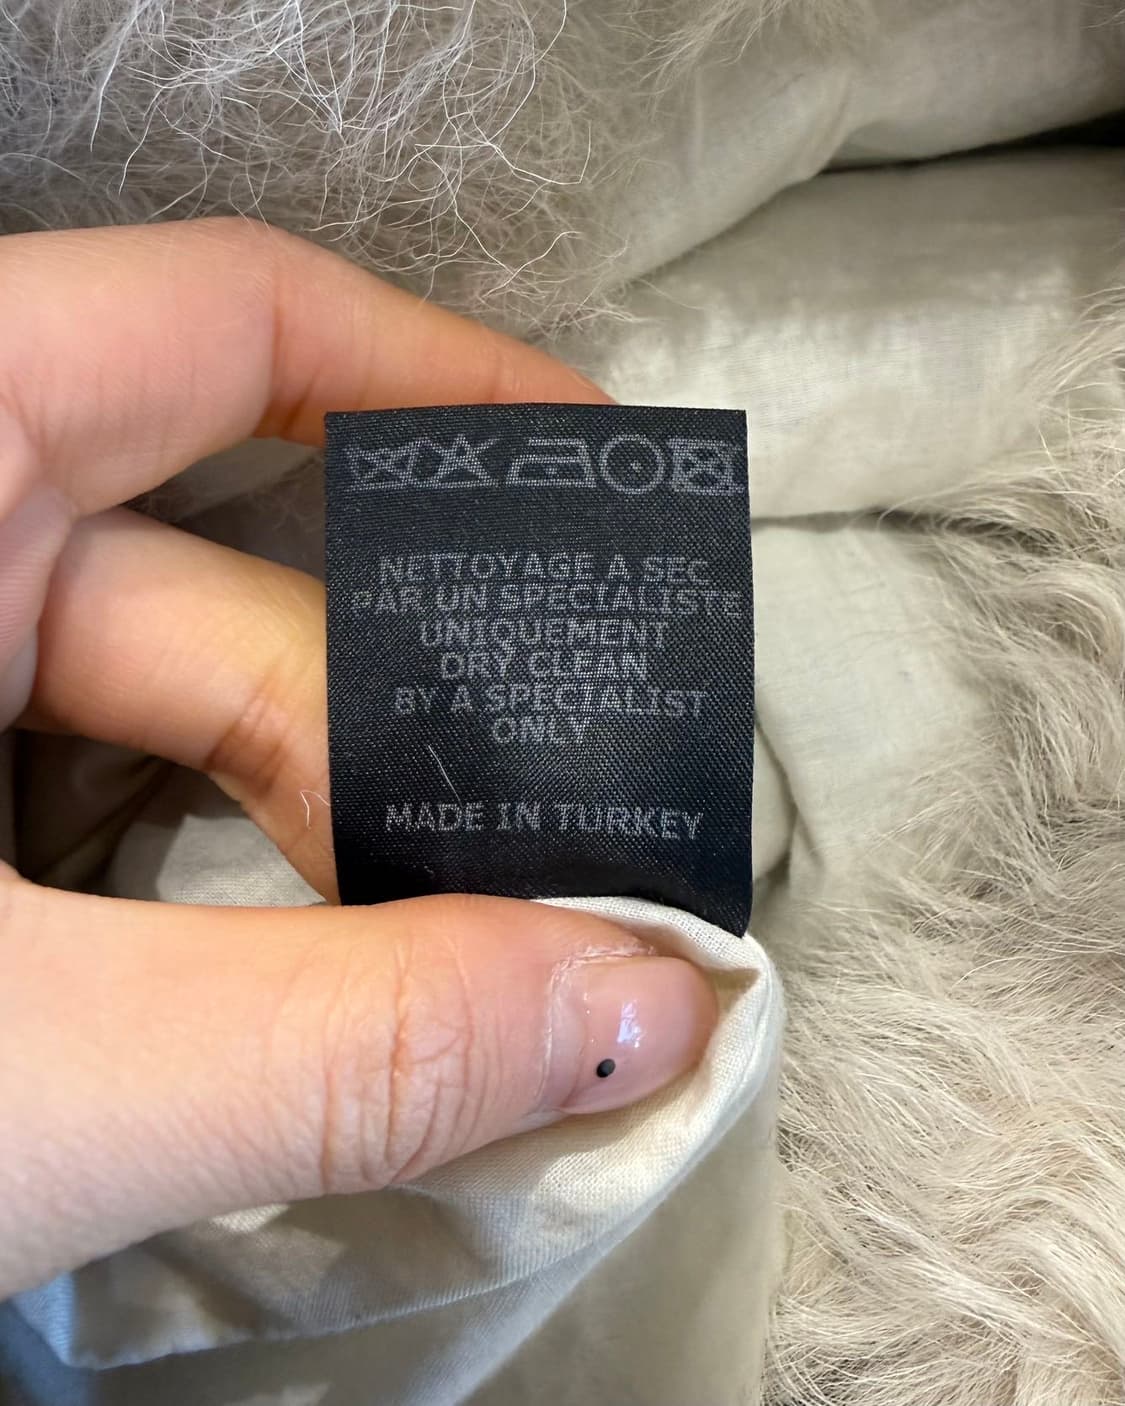 NETTOYAGE A SEC
PAR UN SPECIALISTE
UNIQUEMENT
DRY CLEAN
BY A SPECIALIST
ONLY
MADE IN TURKEY